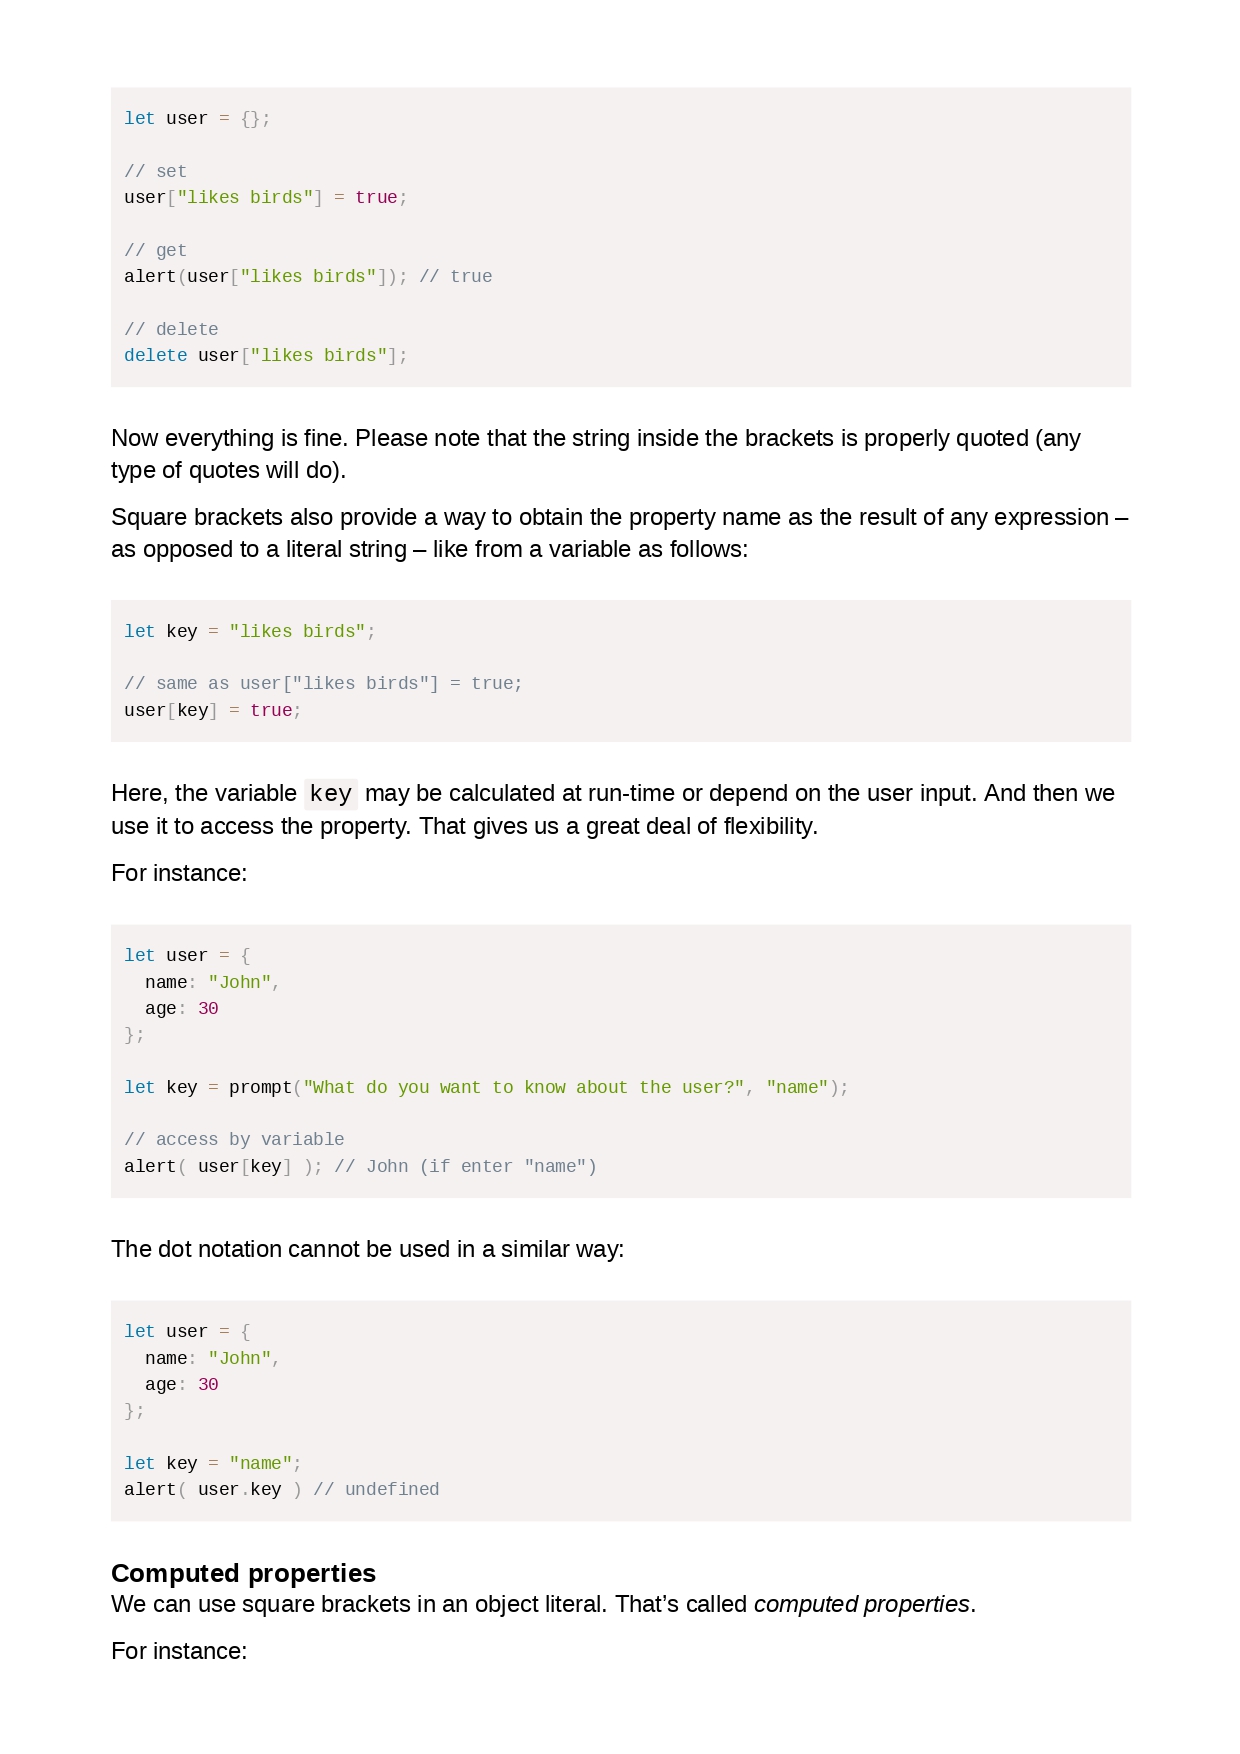 let user = {};

// set
user["likes birds"] = true;

// get
alert(user["likes birds"]); // true

// delete
delete user["likes birds"];

Now everything is fine. Please note that the string inside the brackets is properly quoted (any
type of quotes will do).
Square brackets also provide a way to obtain the property name as the result of any expression –
as opposed to a literal string – like from a variable as follows:

let key = "likes birds";

// same as user["likes birds"] = true;
user[key] = true;

Here, the variable key may be calculated at run-time or depend on the user input. And then we
use it to access the property. That gives us a great deal of flexibility.
For instance:

let user = {
  name: "John",
  age: 30
};

let key = prompt("What do you want to know about the user?", "name");

// access by variable
alert( user[key] ); // John (if enter "name")

The dot notation cannot be used in a similar way:

let user = {
  name: "John",
  age: 30
};

let key = "name";
alert( user.key ) // undefined

Computed properties
We can use square brackets in an object literal. That’s called computed properties.
For instance: